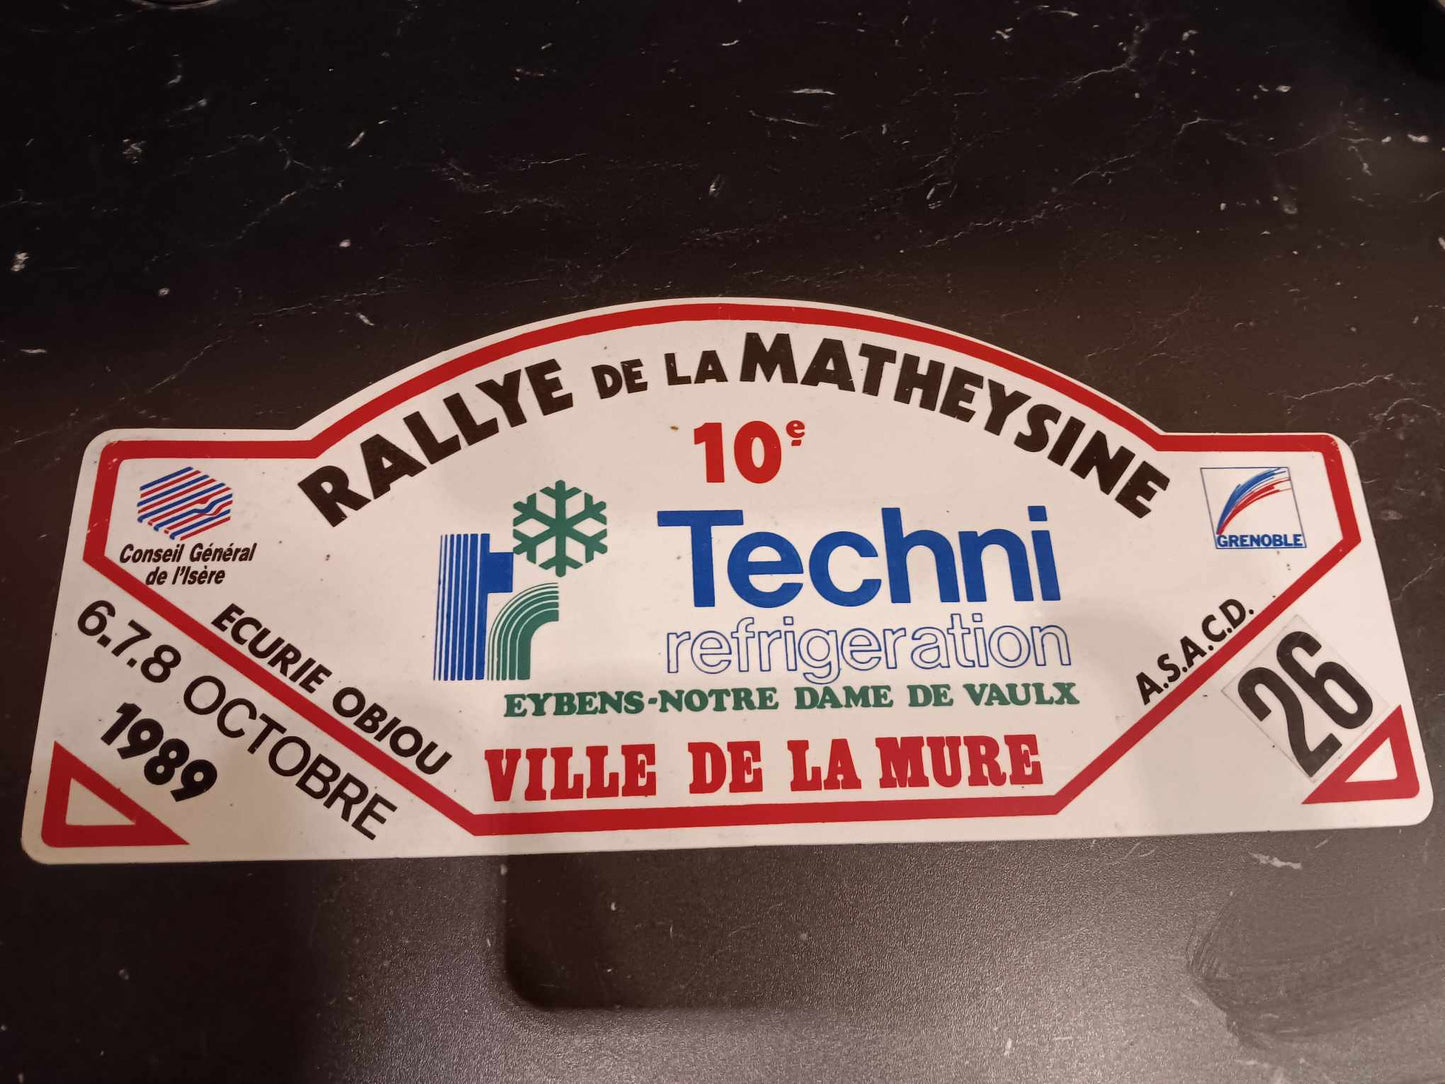 RALLYE DE LA MATHEYSINE
10e
Conseil Général
de l'Isère
GRENOBLE
Techni
refrigeration
EYBENS-NOTRE DAME DE VAULX
VILLE DE LA MURE
ECURIE OBIOU
6.7.8 OCTOBRE
1989
A.S.A.C.D.
26